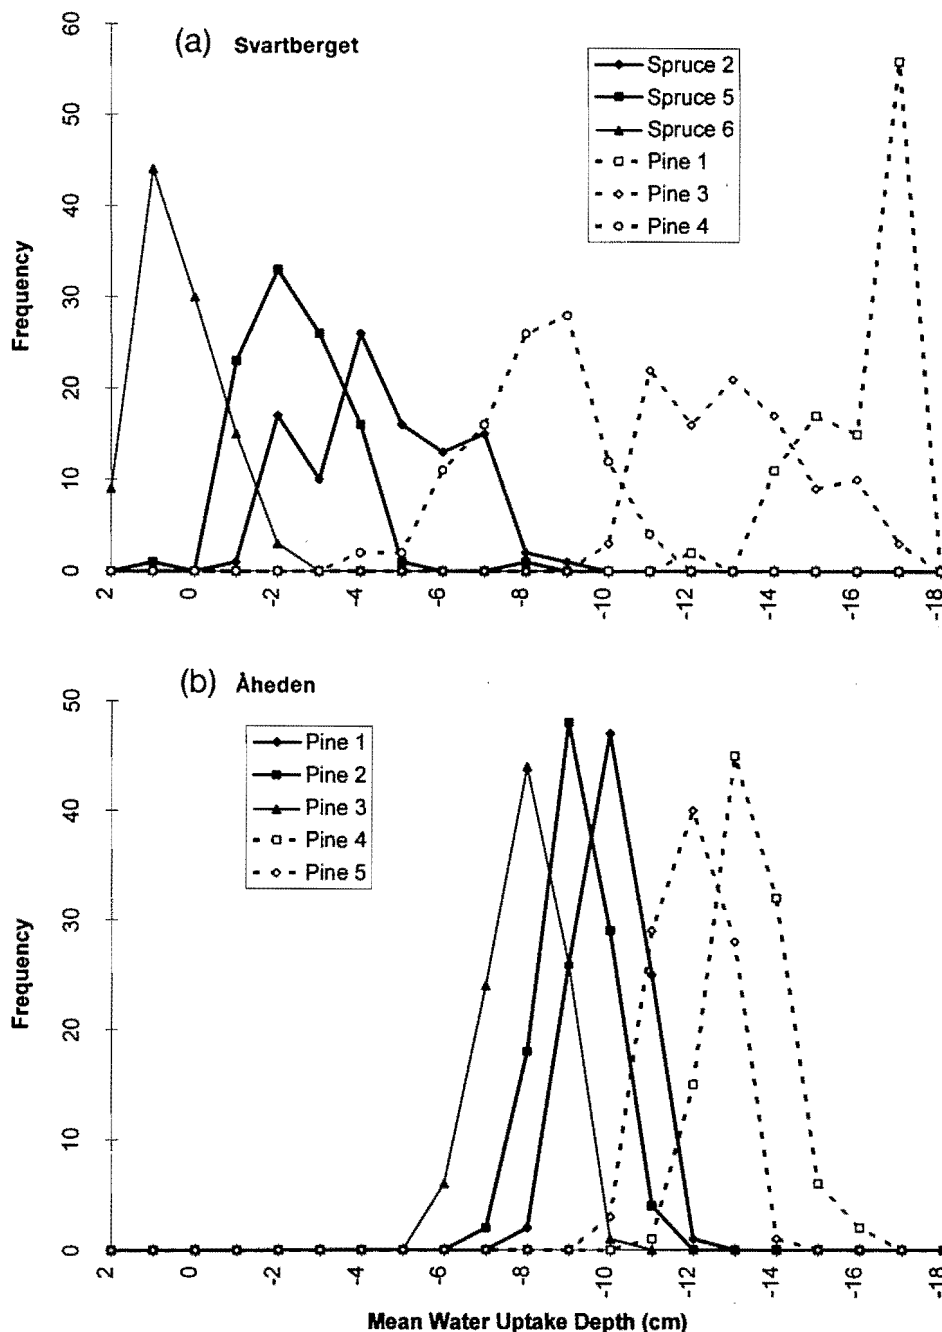 (a) Svartberget
Spruce 2
Spruce 5
Spruce 6
Pine 1
Pine 3
Pine 4
Frequency
60
50
40
30
20
10
0
2
0
-2
-4
-6
-8
-10
-12
-14
-16
-18
(b) Åheden
Pine 1
Pine 2
Pine 3
Pine 4
Pine 5
Frequency
50
40
30
20
10
0
2
0
-2
-4
-6
-8
-10
-12
-14
-16
-18
Mean Water Uptake Depth (cm)